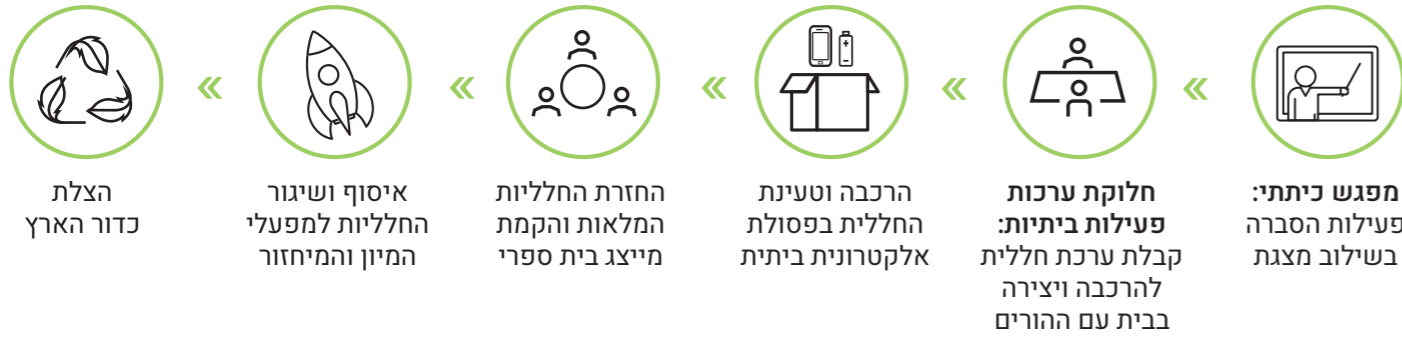 מפגש כיתתי:
פעילות הסברה
בשילוב מצגת
חלוקת ערכות
פעילות ביתיות:
קבלת ערכת חללית
להרכבה ויצירה
בבית עם ההורים
הרכבה וטעינת
החללית בפסולת
אלקטרונית ביתית
החזרת החלליות
המלאות והקמת
מייצג בית ספרי
איסוף ושיגור
החלליות למפעלי
המיון והמיחזור
הצלת
כדור הארץ